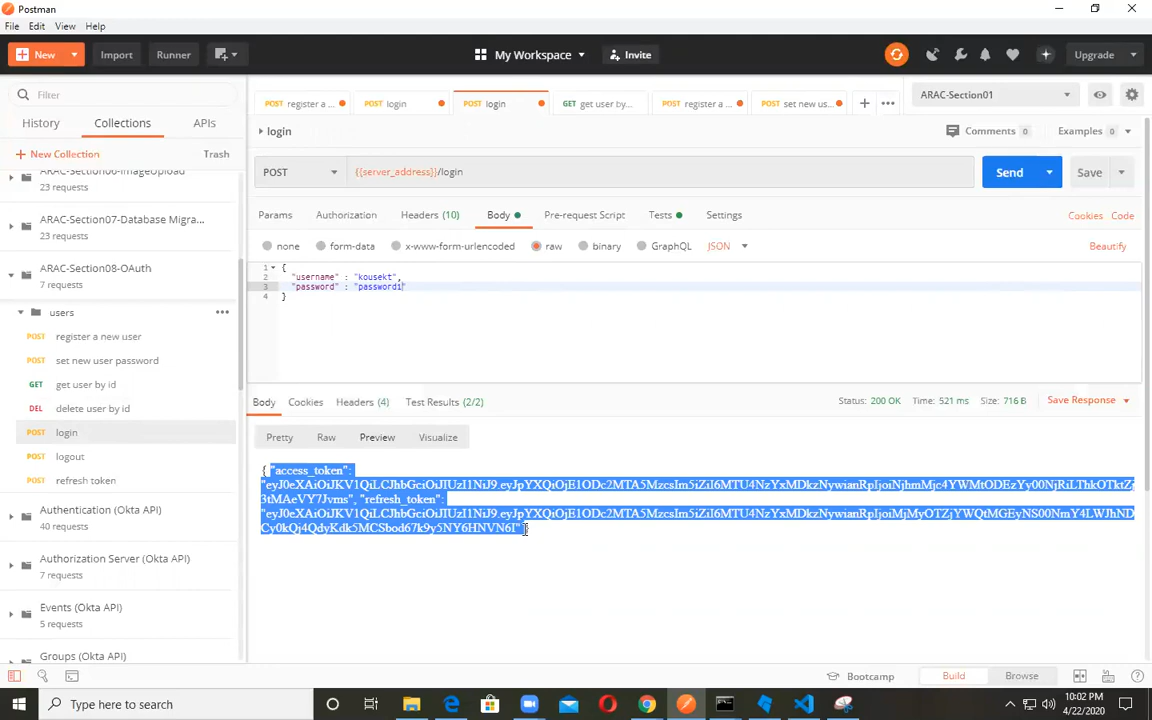 Postman
File Edit View Help
New Import Runner My Workspace Invite Upgrade
Filter
History Collections APIs
New Collection Trash
ARAC-Section06-ImageUpload
23 requests
ARAC-Section07-Database Migra...
23 requests
ARAC-Section08-OAuth
7 requests
users
POST register a new user
POST set new user password
GET get user by id
DEL delete user by id
POST login
POST logout
POST refresh token
Authentication (Okta API)
40 requests
Authorization Server (Okta API)
7 requests
Events (Okta API)
5 requests
Groups (Okta API)
POST register a ... POST login POST login GET get user by... POST register a ... POST set new us... ARAC-Section01
login Comments 0 Examples 0
POST {{server_address}}/login Send Save
Params Authorization Headers (10) Body Pre-request Script Tests Settings Cookies Code
none form-data x-www-form-urlencoded raw binary GraphQL JSON Beautify
1 {
2 "username" : "kousekt",
3 "password" : "passwordi"
4 }
Body Cookies Headers (4) Test Results (2/2) Status: 200 OK Time: 521 ms Size: 716 B Save Response
Pretty Raw Preview Visualize
{ "access_token":
"refresh_token":
Bootcamp Build Browse
Type here to search
10:02 PM
4/22/2020